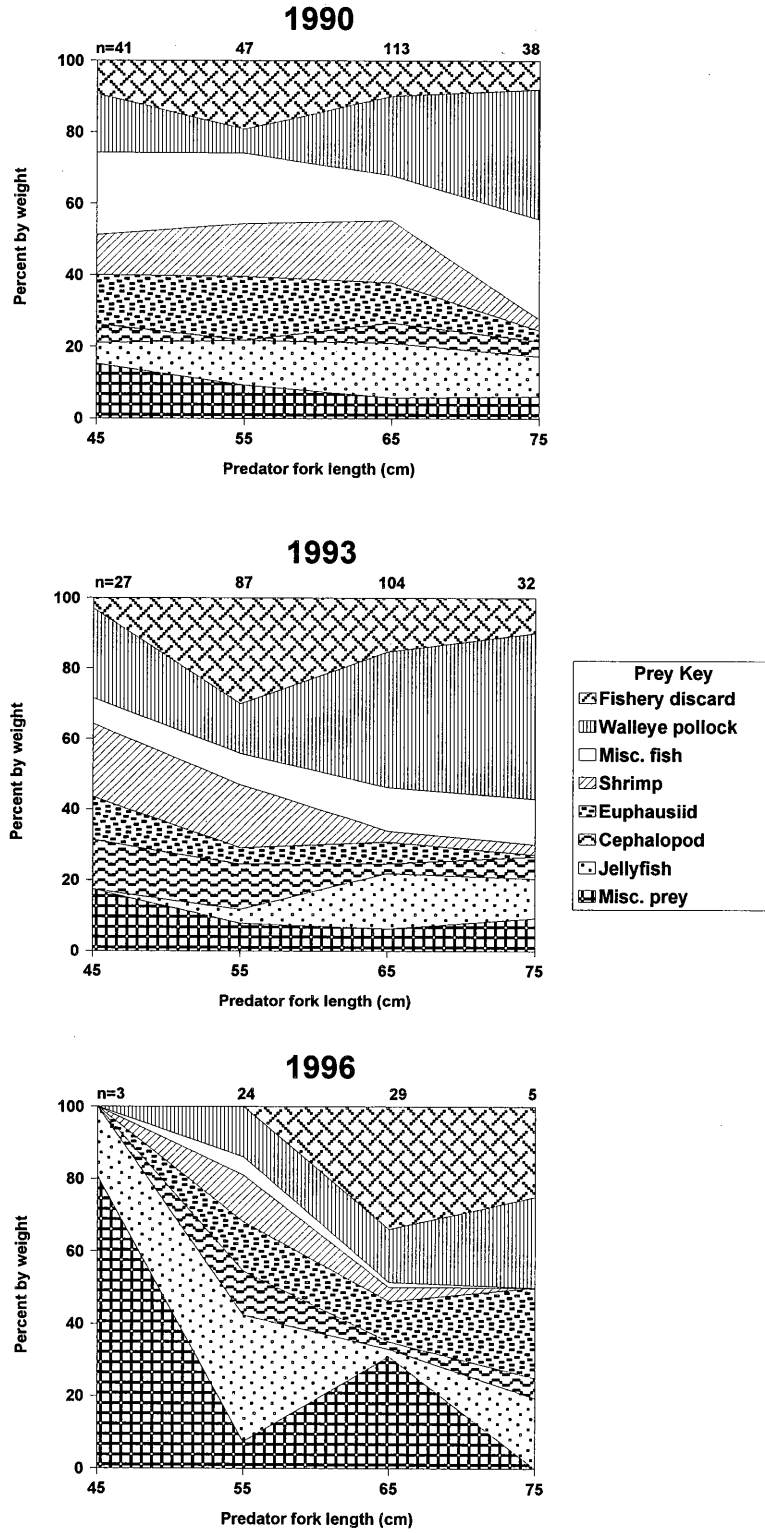 1990
n=41 47 113 38
100
80
60
40
20
0
45 55 65 75
Percent by weight
Predator fork length (cm)
1993
n=27 87 104 32
100
80
60
40
20
0
45 55 65 75
Percent by weight
Predator fork length (cm)
Prey Key
Fishery discard
Walleye pollock
Misc. fish
Shrimp
Euphausiid
Cephalopod
Jellyfish
Misc. prey
1996
n=3 24 29 5
100
80
60
40
20
0
45 55 65 75
Percent by weight
Predator fork length (cm)